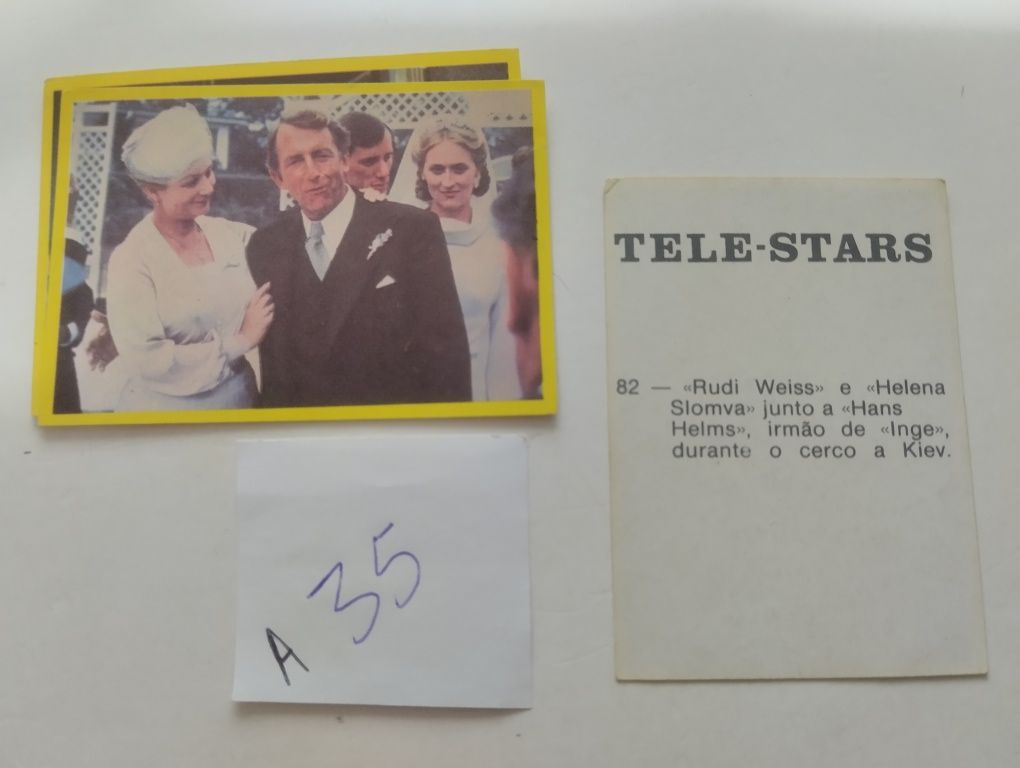 TELE-STARS
82 — «Rudi Weiss» e «Helena
Slomva» junto a «Hans
Helms», irmão de «Inge»,
durante o cerco a Kiev.
A 35